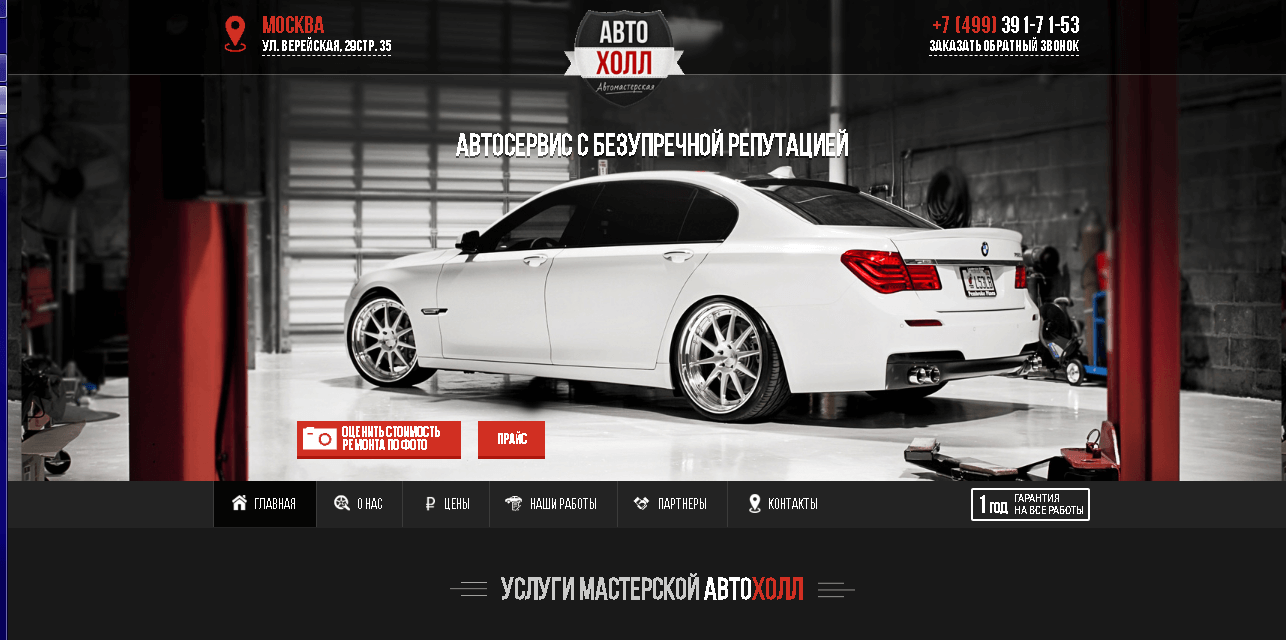 МОСКВА
УЛ. ВЕРЕЙСКАЯ, 29СТР. 35
АВТО
ХОЛЛ
Автомастерская
+7 (499) 391-71-53
ЗАКАЗАТЬ ОБРАТНЫЙ ЗВОНОК
АВТОСЕРВИС С БЕЗУПРЕЧНОЙ РЕПУТАЦИЕЙ
ОЦЕНИТЬ СТОИМОСТЬ
РЕМОНТА ПО ФОТО
ПРАЙС
ГЛАВНАЯ
О НАС
ЦЕНЫ
НАШИ РАБОТЫ
ПАРТНЕРЫ
КОНТАКТЫ
1 год
ГАРАНТИЯ
НА ВСЕ РАБОТЫ
УСЛУГИ МАСТЕРСКОЙ АВТОХОЛЛ